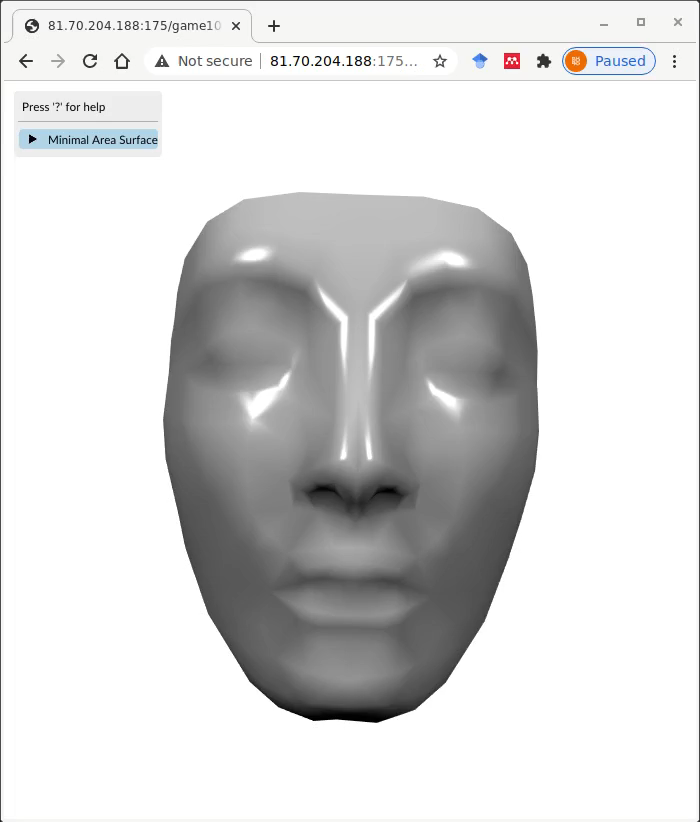 81.70.204.188:175/game10
Not secure
81.70.204.188:175...
Paused
Press '?' for help
Minimal Area Surface